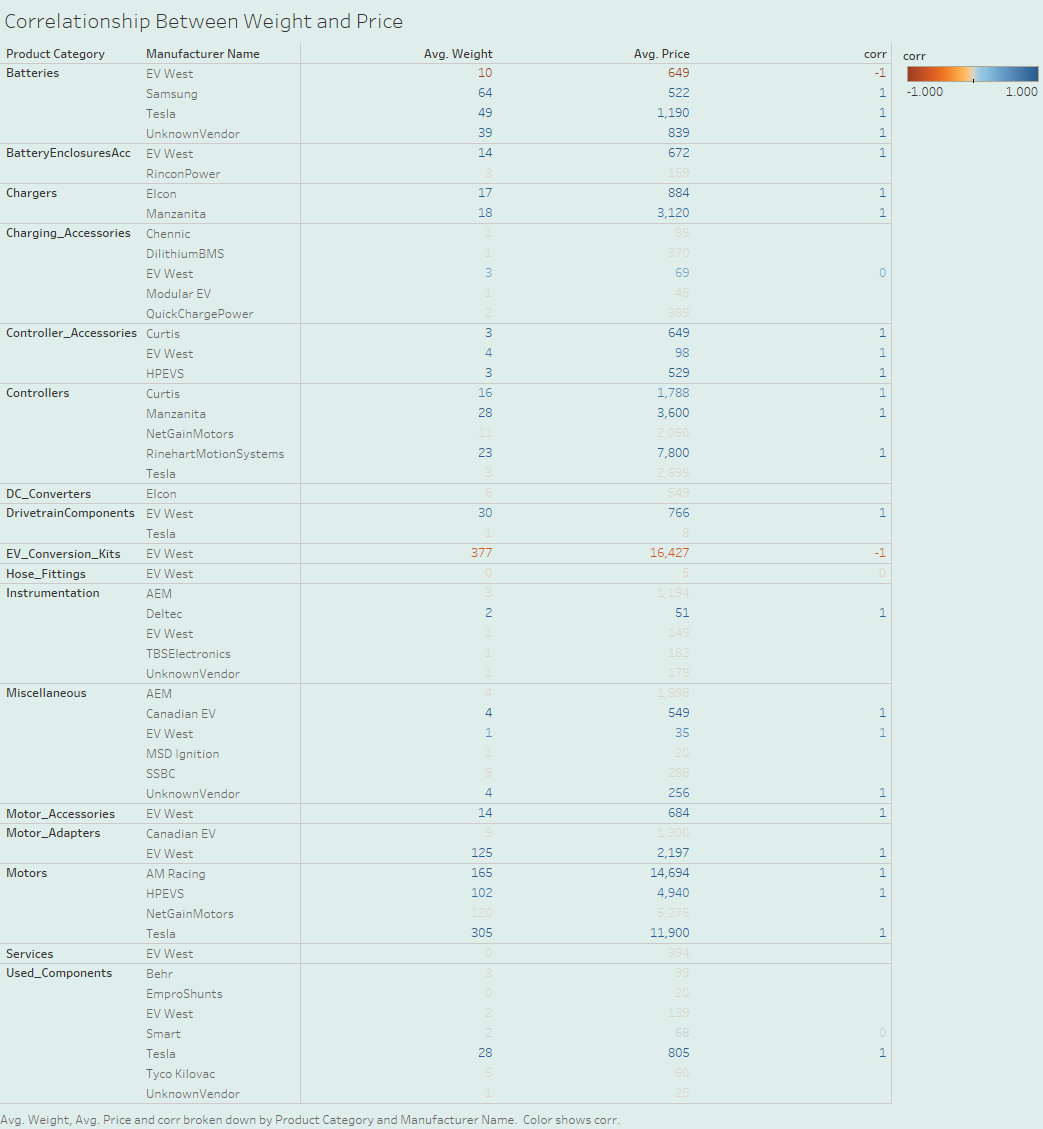 Correlationship Between Weight and Price
Product Category Manufacturer Name Avg. Weight Avg. Price corr
Batteries EV West 10 649 -1
Samsung 64 522 1
Tesla 49 1,190 1
UnknownVendor 39 839 1
BatteryEnclosuresAcc EV West 14 672 1
RinconPower 3 159
Chargers Elcon 17 884 1
Manzanita 18 3,120 1
Charging_Accessories Chennic 1 89
DilithiumBMS 1 370
EV West 3 69 0
Modular EV 1 45
QuickChargePower 2 389
Controller_Accessories Curtis 3 649 1
EV West 4 98 1
HPEVS 3 529 1
Controllers Curtis 16 1,788 1
Manzanita 28 3,600 1
NetGainMotors 11 2,050
RinehartMotionSystems 23 7,800 1
Tesla 3 2,699
DC_Converters Elcon 6 549
DrivetrainComponents EV West 30 766 1
Tesla 1 8
EV_Conversion_Kits EV West 377 16,427 -1
Hose_Fittings EV West 0 5 0
Instrumentation AEM 3 1,194
Deltec 2 51 1
EV West 1 149
TBSElectronics 1 182
UnknownVendor 1 179
Miscellaneous AEM 4 1,598
Canadian EV 4 549 1
EV West 1 35 1
MSD Ignition 1 20
SSBC 9 288
UnknownVendor 4 256 1
Motor_Accessories EV West 14 684 1
Motor_Adapters Canadian EV 9 1,300
EV West 125 2,197 1
Motors AM Racing 165 14,694 1
HPEVS 102 4,940 1
NetGainMotors 120 5,275
Tesla 305 11,900 1
Services EV West 0 394
Used_Components Behr 3 99
EmproShunts 0 20
EV West 2 139
Smart 2 68 0
Tesla 28 805 1
Tyco Kilovac 5 60
UnknownVendor 1 25
Avg. Weight, Avg. Price and corr broken down by Product Category and Manufacturer Name. Color shows corr.
corr
-1.000 1.000